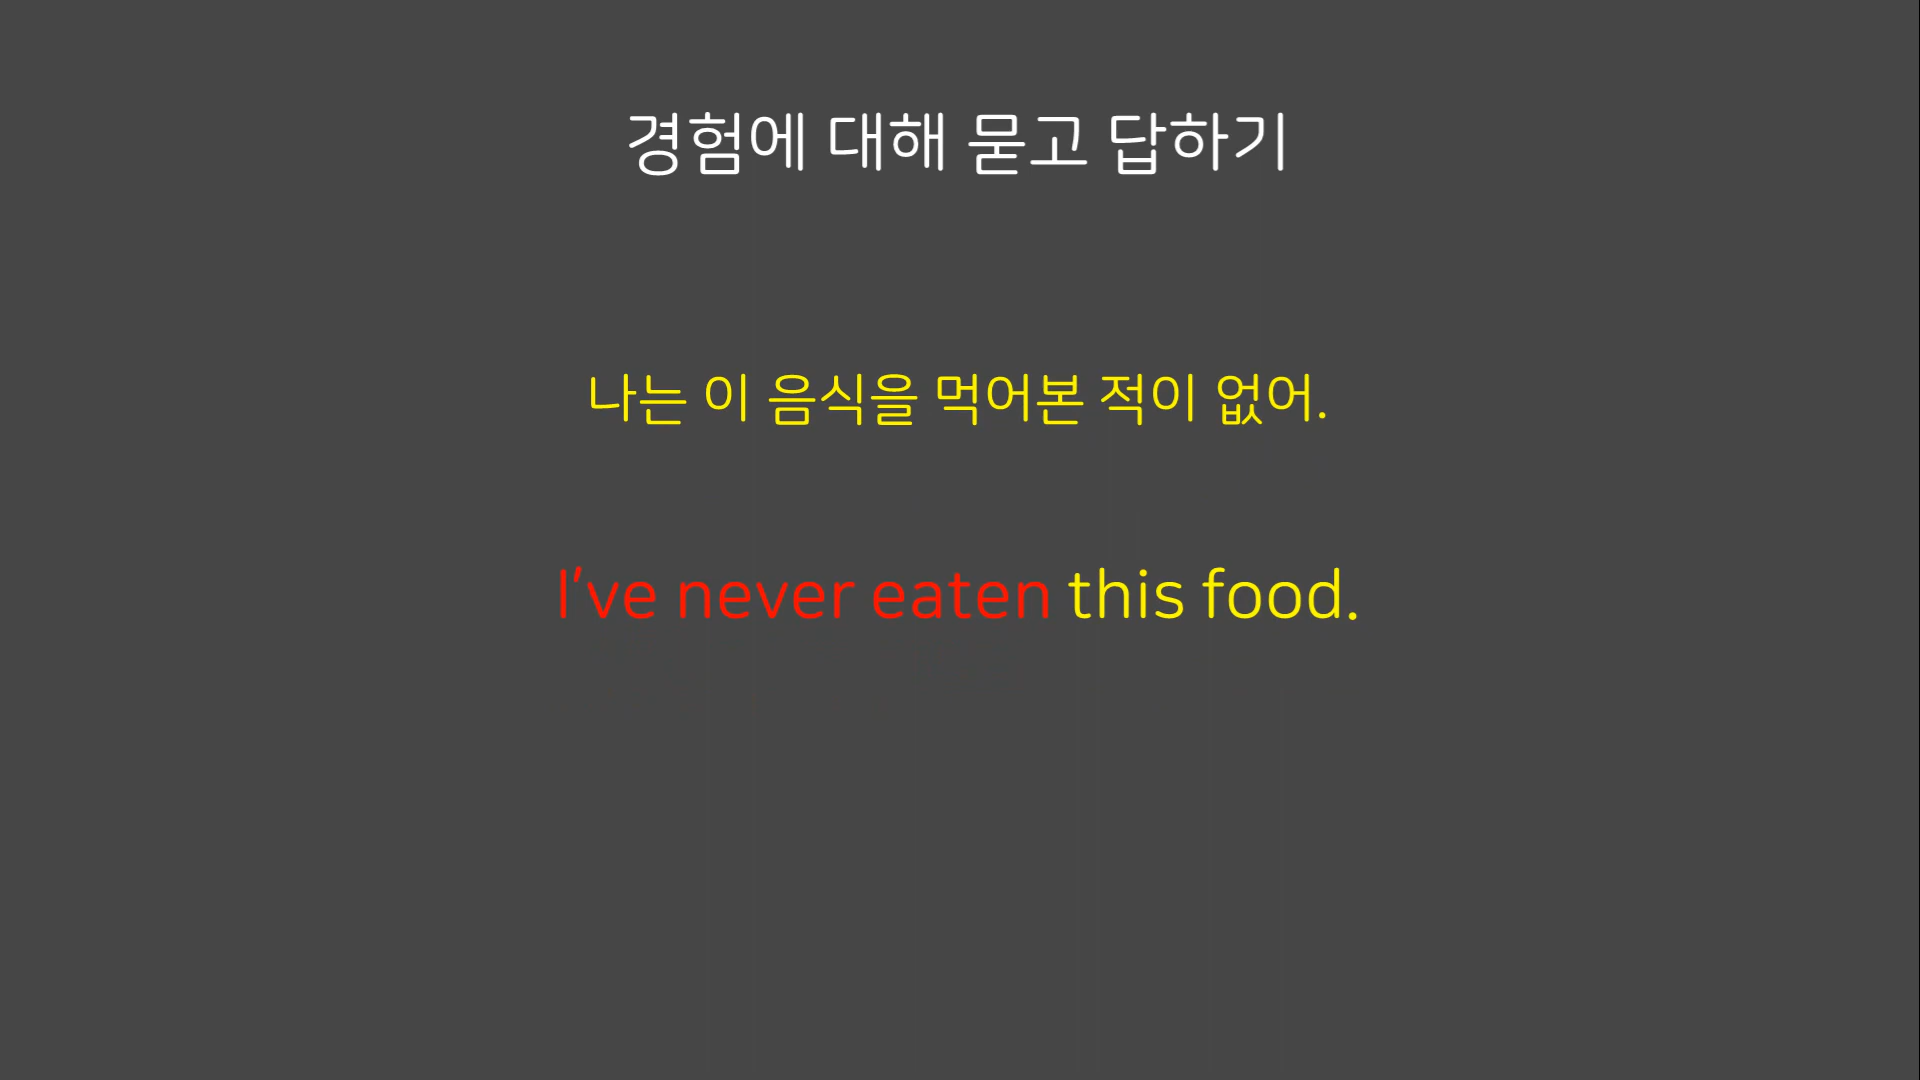 경험에 대해 묻고 답하기
나는 이 음식을 먹어본 적이 없어.
I've never eaten this food.